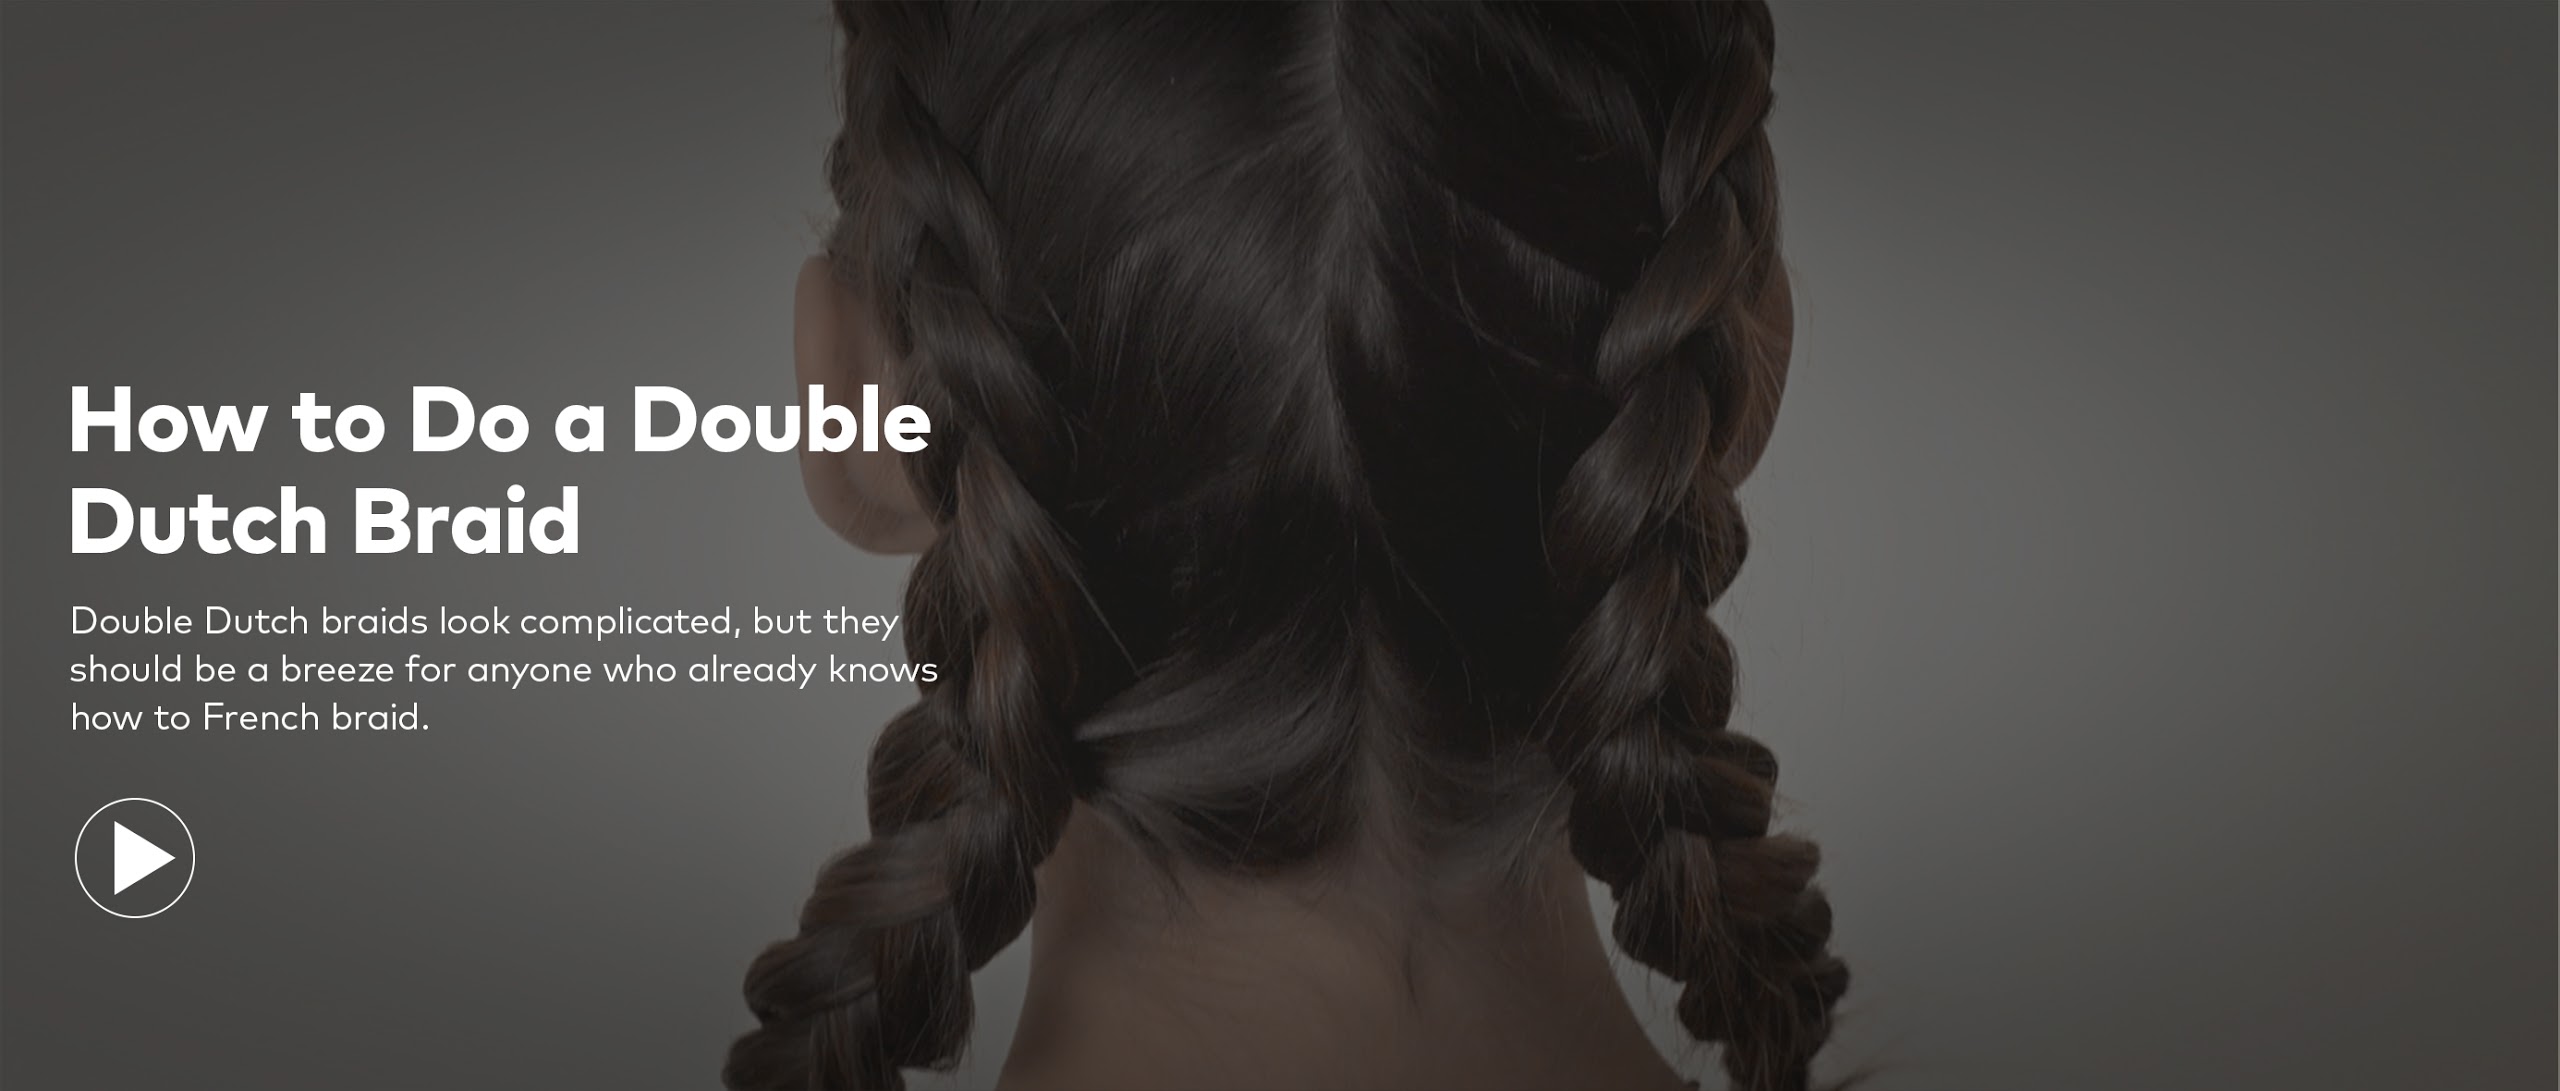 How to Do a Double
Dutch Braid
Double Dutch braids look complicated, but they
should be a breeze for anyone who already knows
how to French braid.